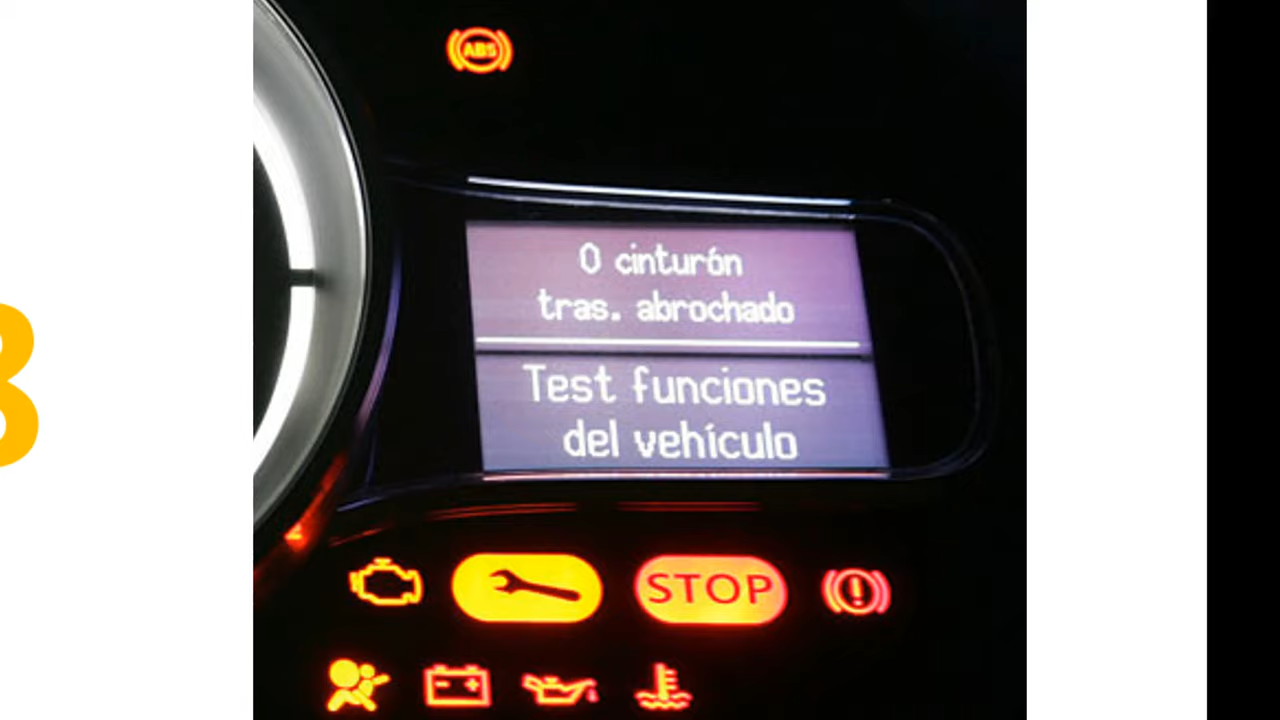 ABS
0 cinturón
tras. abrochado
Test funciones
del vehículo
STOP